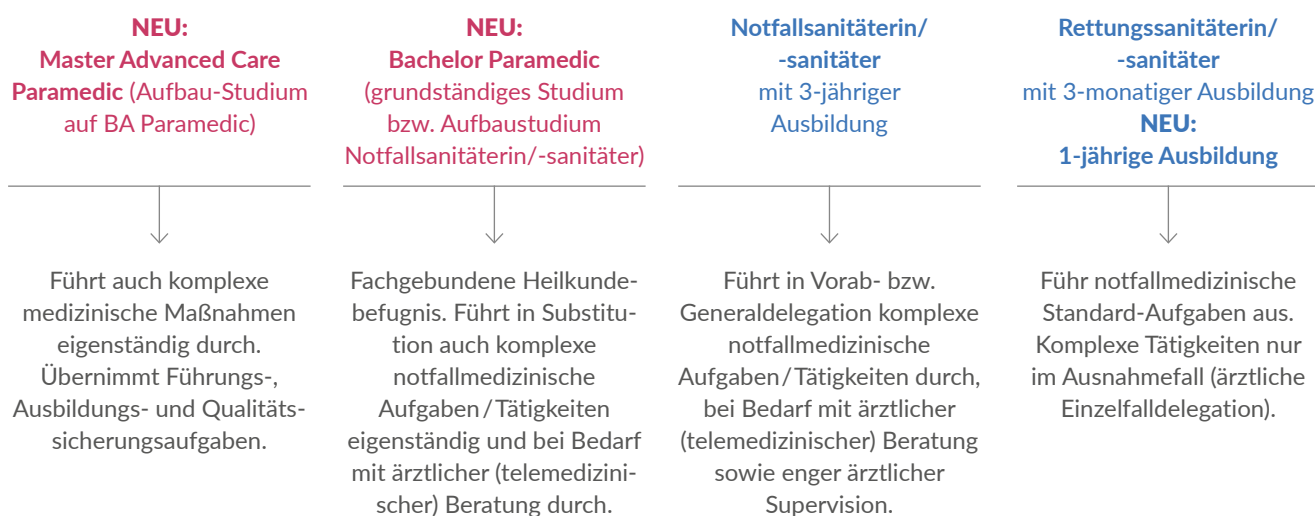 NEU:
Master Advanced Care
Paramedic (Aufbau-Studium
auf BA Paramedic)
Führt auch komplexe
medizinische Maßnahmen
eigenständig durch.
Übernimmt Führungs-,
Ausbildungs- und Qualitäts-
sicherungsaufgaben.
NEU:
Bachelor Paramedic
(grundständiges Studium
bzw. Aufbaustudium
Notfallsanitäterin/-sanitäter)
Fachgebundene Heilkunde-
befugnis. Führt in Substitu-
tion auch komplexe
notfallmedizinische
Aufgaben/Tätigkeiten
eigenständig und bei Bedarf
mit ärztlicher (telemedizini-
scher) Beratung durch.
Notfallsanitäterin/
-sanitäter
mit 3-jähriger
Ausbildung
Führt in Vorab- bzw.
Generaldelegation komplexe
notfallmedizinische
Aufgaben/Tätigkeiten durch,
bei Bedarf mit ärztlicher
(telemedizinischer) Beratung
sowie enger ärztlicher
Supervision.
Rettungssanitäterin/
-sanitäter
mit 3-monatiger Ausbildung
NEU:
1-jährige Ausbildung
Führ notfallmedizinische
Standard-Aufgaben aus.
Komplexe Tätigkeiten nur
im Ausnahmefall (ärztliche
Einzelfalldelegation).